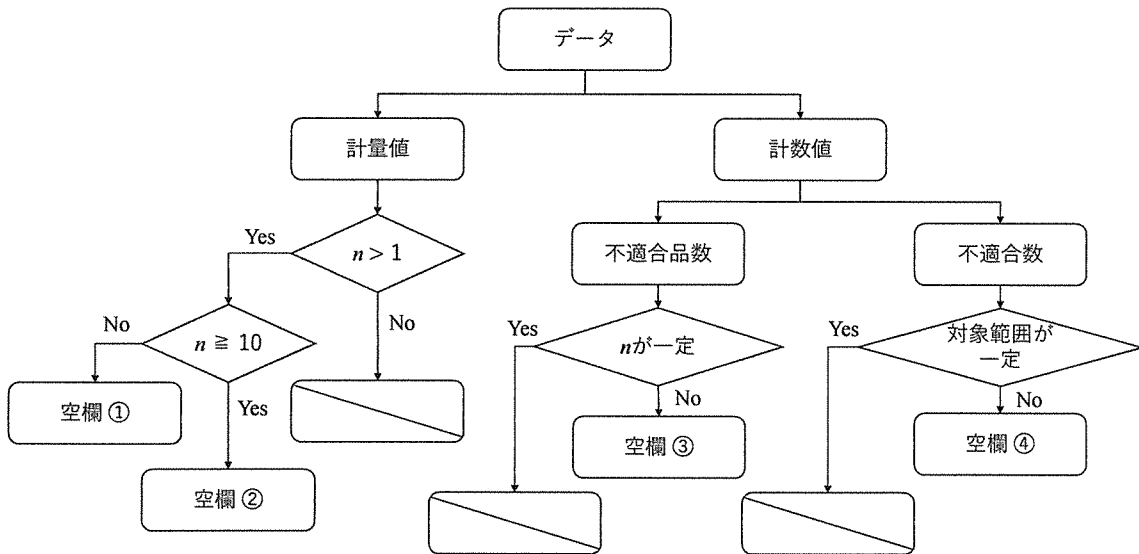 データ
計量値
計数値
Yes
n > 1
不適合品数
不適合数
No
n ≧ 10
No
Yes
nが一定
Yes
対象範囲が
一定
空欄 ①
Yes
No
空欄 ③
No
空欄 ④
空欄 ②